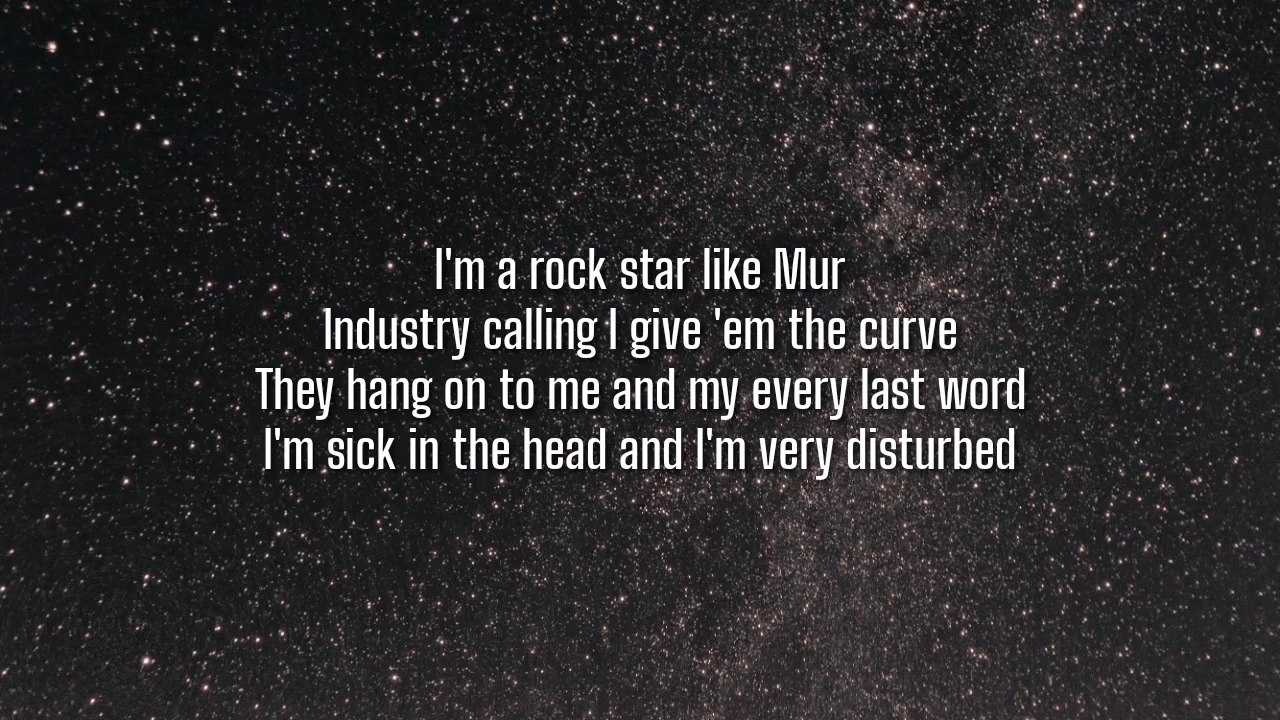 I'm a rock star like Mur
Industry calling I give 'em the curve
They hang on to me and my every last word
I'm sick in the head and I'm very disturbed